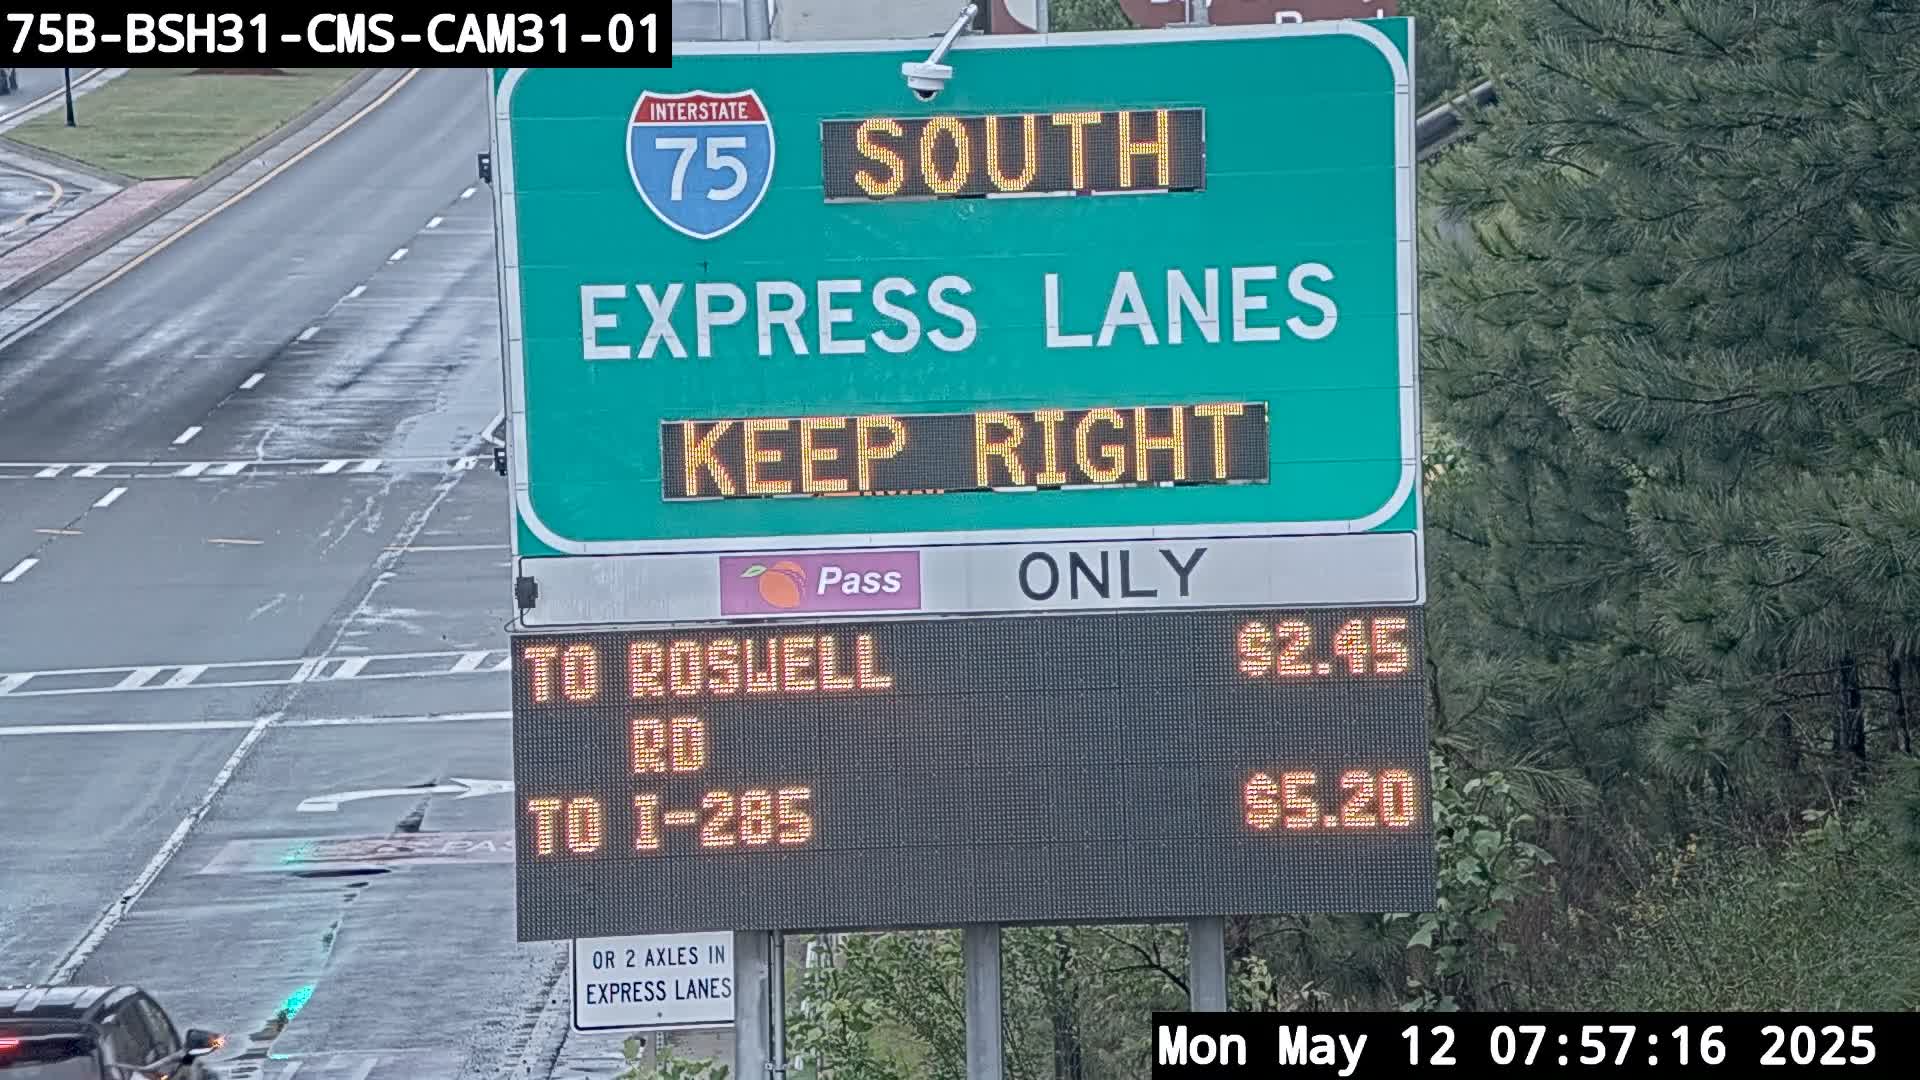 75B-BSH31-CMS-CAM31-01
INTERSTATE
75
SOUTH
EXPRESS LANES
KEEP RIGHT
Pass ONLY
TO ROSWELL $2.45
RD
TO I-285 $5.20
OR 2 AXLES IN
EXPRESS LANES
Mon May 12 07:57:16 2025